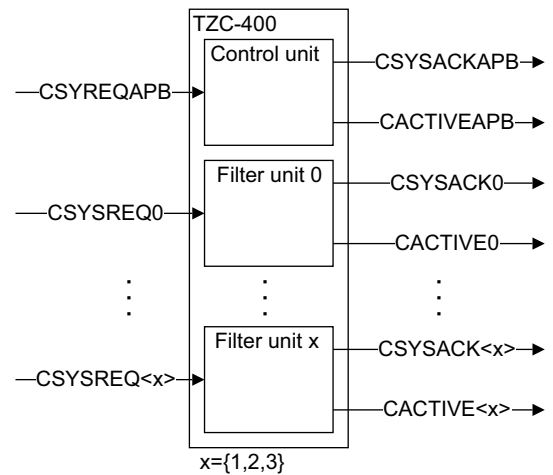 TZC-400
Control unit
CSYREQAPB
CSYSACKAPB
CACTIVEAPB
Filter unit 0
CSYSREQ0
CSYSACK0
CACTIVE0
Filter unit x
CSYSREQ<x>
CSYSACK<x>
CACTIVE<x>
x={1,2,3}